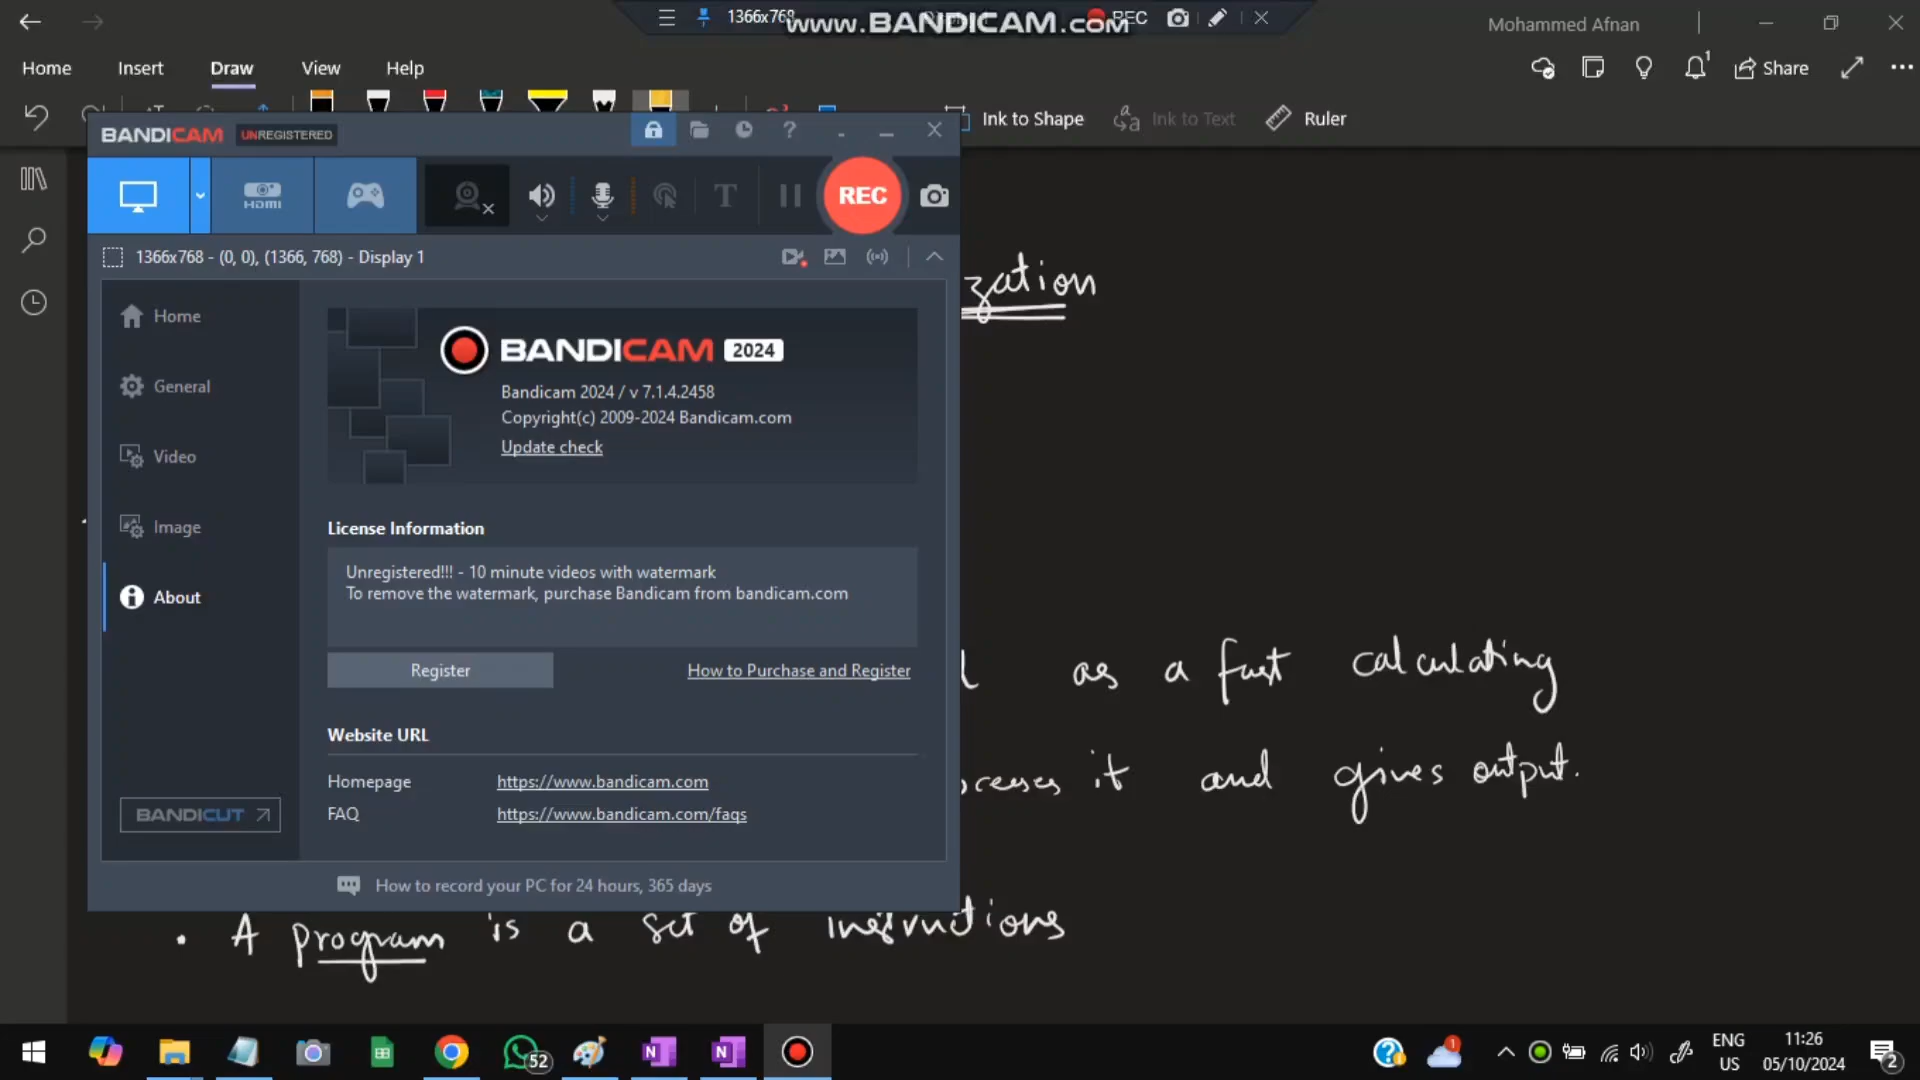 1366x768
www.BANDICAM.com
REC
Mohammed Afnan
Home Insert Draw View Help
1
Share
Ink to Shape
Ink to Text
Ruler
BANDICAM UNREGISTERED
?
HDMI
T
REC
1366x768 - (0, 0), (1366, 768) - Display 1
zation
Home
General
Video
Image
About
BANDICUT
BANDICAM 2024
Bandicam 2024 / v 7.1.4.2458
Copyright(c) 2009-2024 Bandicam.com
Update check
License Information
Unregistered!!! - 10 minute videos with watermark
To remove the watermark, purchase Bandicam from bandicam.com
Register
How to Purchase and Register
Website URL
Homepage https://www.bandicam.com
FAQ https://www.bandicam.com/faqs
How to record your PC for 24 hours, 365 days
as a fast calculating
it and gives output.
• A program is a set of instructions
52
N
N
1
ENG
US
11:26
05/10/2024
2